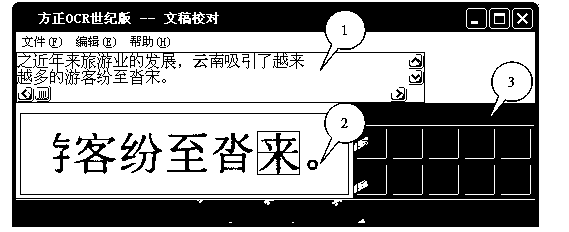 方正OCR世纪版 -- 文稿校对
文件(F) 编辑(E) 帮助(H)
1
之近年来旅游业的发展，云南吸引了越来
越多的游客纷至沓宋。
3
2
客纷至沓来。